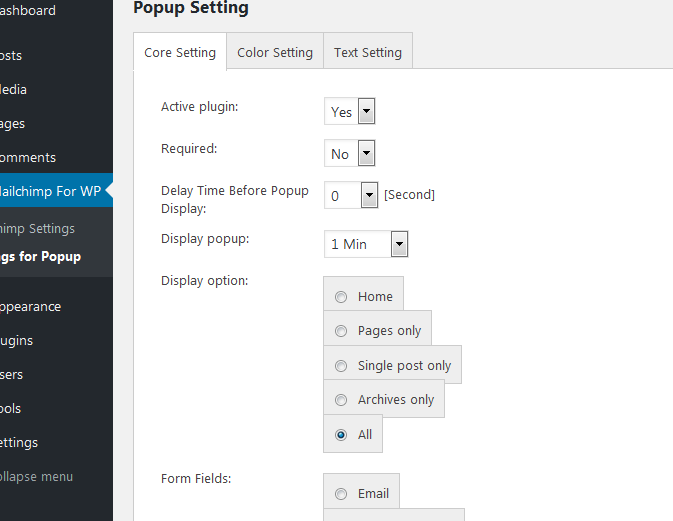 Popup Setting
ashboard
Core Setting
Color Setting
Text Setting
osts
edia
Active plugin:
Yes
ages
Required:
No
omments
ailchimp For WP
Delay Time Before Popup
Display:
0
[Second]
himp Settings
Display popup:
1 Min
gs for Popup
Display option:
Home
ppearance
Pages only
ugins
Single post only
sers
Archives only
ools
All
ettings
ollapse menu
Form Fields:
Email